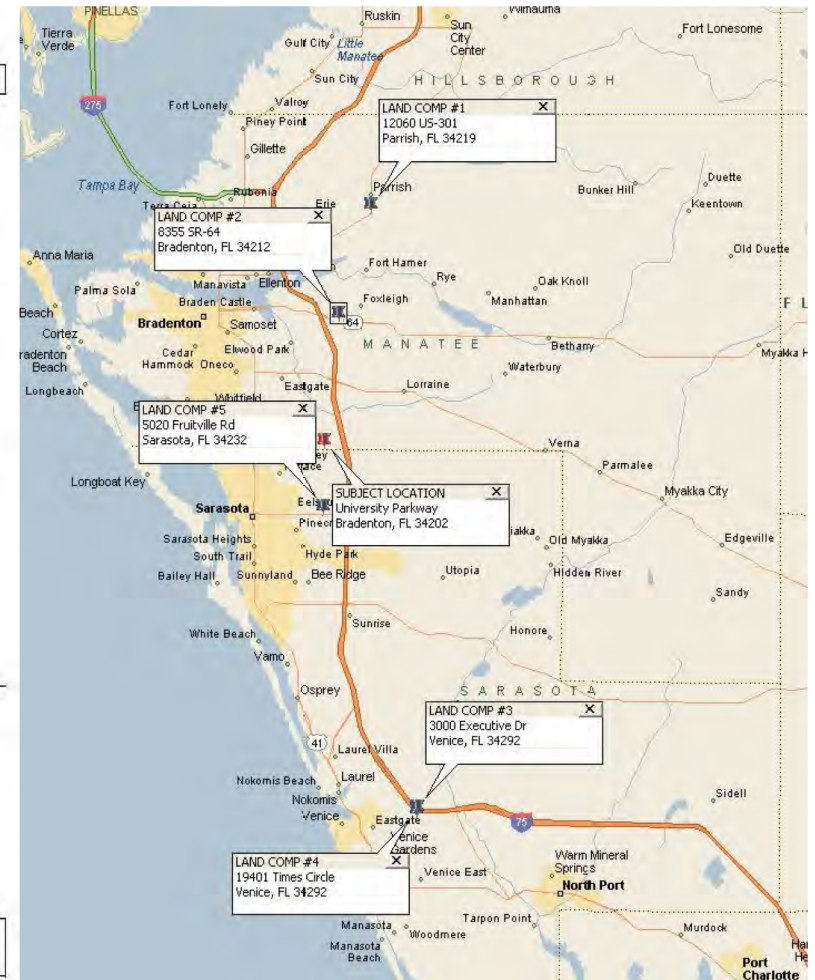 PINELLAS
Ruskin
Wimauma
Tierra
Verde
Gulf City
Little
Manatee
Sun
City
Center
Fort Lonesome
Sun City
HILLSBOROUGH
275
Fort Lonely
Valroy
Piney Point
Gillette
LAND COMP #1 X
12060 US-301
Parrish, FL 34219
Tampa Bay
Rubonia
Terra Ceia
Erie
Parrish
Bunker Hill
Duette
Keentown
LAND COMP #2 X
8355 SR-64
Bradenton, FL 34212
Old Duette
Anna Maria
Fort Hamer
Rye
Oak Knoll
Palma Sola
Manavista
Ellenton
Foxleigh
Manhattan
Braden Castle
Beach
Bradenton
Samoset
64
F L
Cortez
MANATEE
Bethany
Myakka H
radenton
Beach
Cedar
Hammock
Oneco
Elwood Park
Waterbury
Longbeach
Eastgate
Lorraine
Whitfield
LAND COMP #5 X
5020 Fruitville Rd
Sarasota, FL 34232
Verna
Parmalee
Longboat Key
SUBJECT LOCATION X
University Parkway
Bradenton, FL 34202
Myakka City
Sarasota
Pinecr
iakka
Old Myakka
Edgeville
Sarasota Heights
South Trail
Hyde Park
Bailey Hall
Sunnyland
Bee Ridge
Utopia
Hidden River
Sandy
White Beach
Sunrise
Honore
Vamo
Osprey
SARASOTA
LAND COMP #3 X
3000 Executive Dr
Venice, FL 34292
41
Laurel Villa
Nokomis Beach
Laurel
Nokomis
Sidell
Venice
Eastgate
75
Venice
Gardens
LAND COMP #4 X
19401 Times Circle
Venice, FL 34292
Venice East
Warm Mineral
Springs
North Port
Manasota
Woodmere
Tarpon Point
Murdock
Manasota
Beach
Har
He
Port
Charlotte